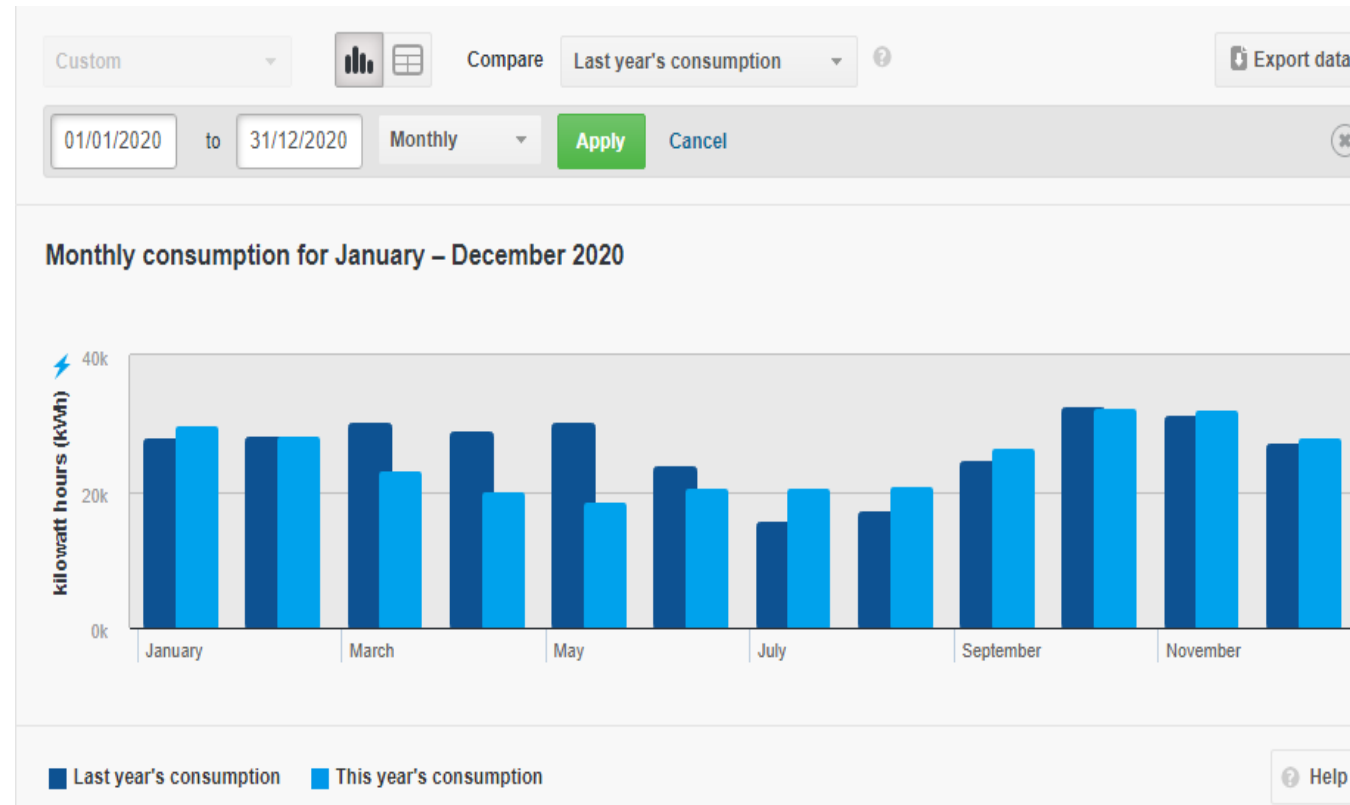 Custom Compare Last year's consumption Export data
01/01/2020 to 31/12/2020 Monthly Apply Cancel
Monthly consumption for January – December 2020
kilowatt hours (kWh)
40k
20k
0k
January March May July September November
Last year's consumption This year's consumption Help